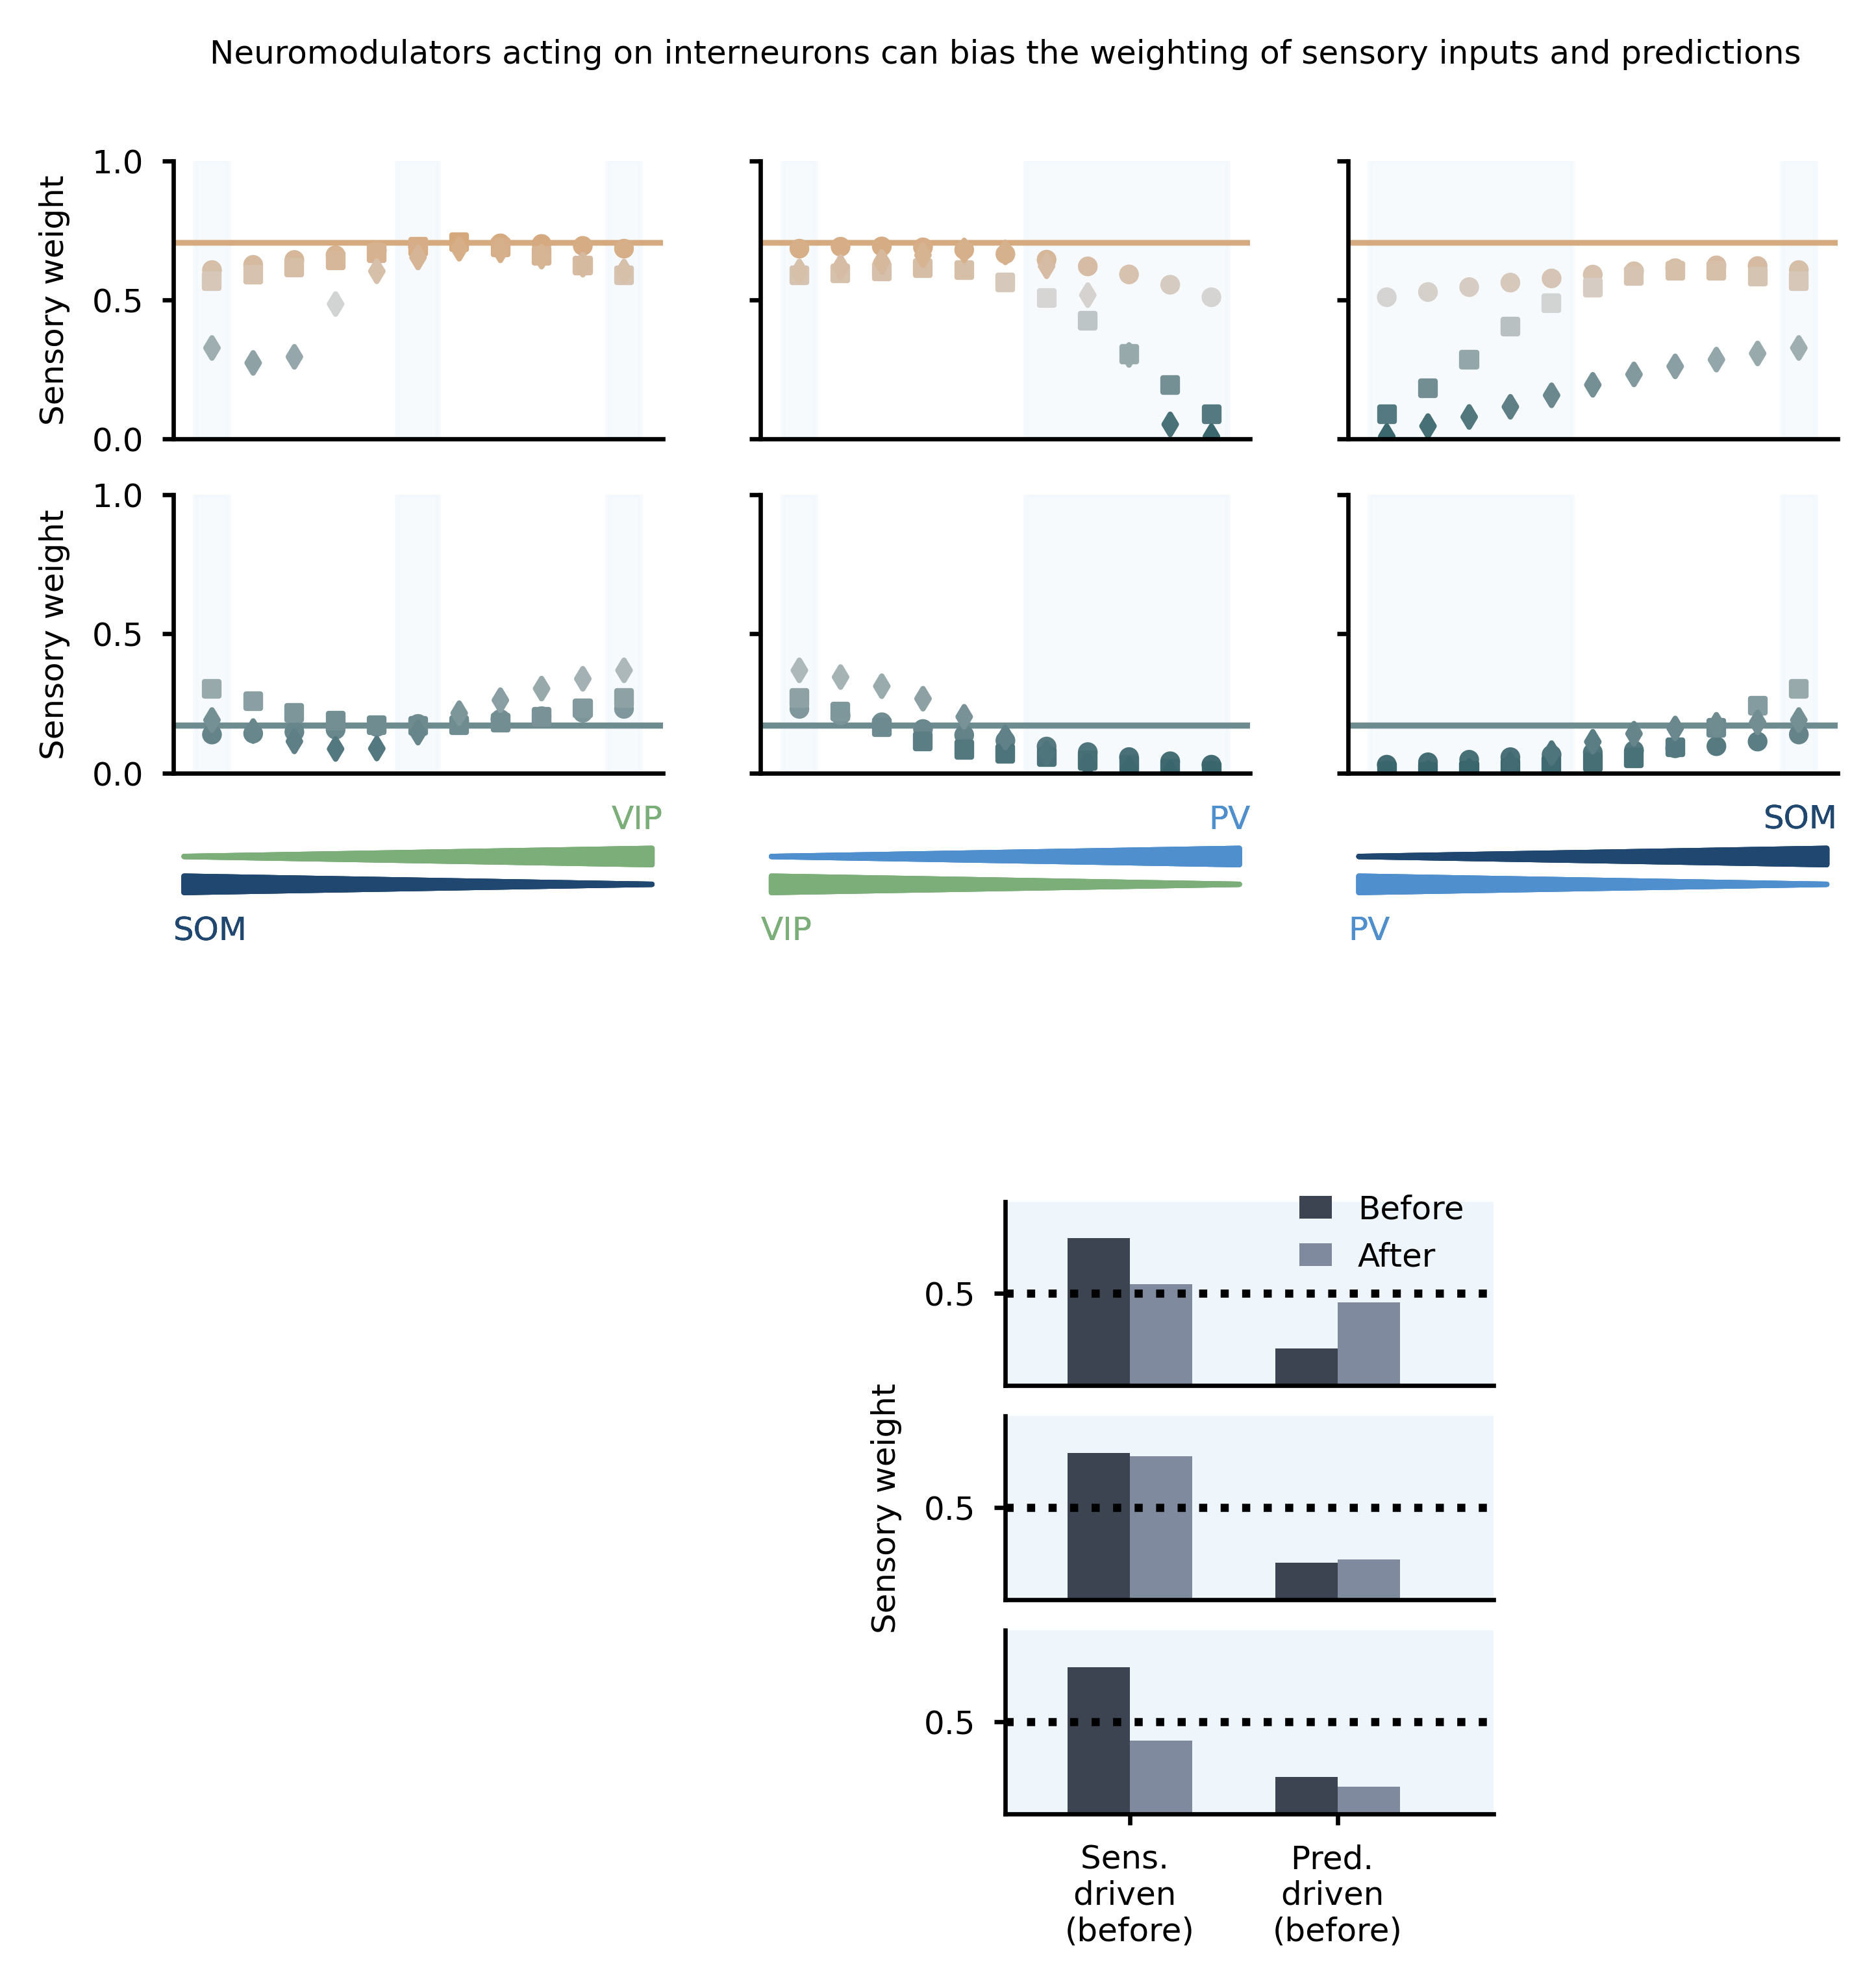 Neuromodulators acting on interneurons can bias the weighting of sensory inputs and predictions
Sensory weight
1.0
0.5
0.0
Sensory weight
1.0
0.5
0.0
VIP
SOM
PV
VIP
SOM
PV
Before
After
Sensory weight
0.5
0.5
0.5
Sens.
driven
(before)
Pred.
driven
(before)